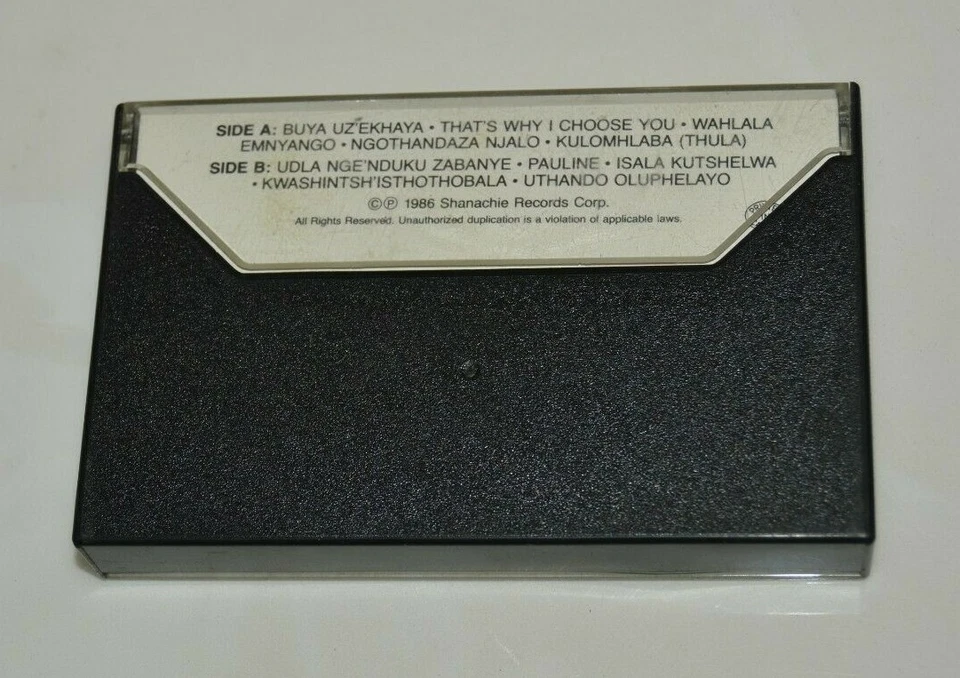 SIDE A: BUYA UZ'EKHAYA • THAT'S WHY I CHOOSE YOU • WAHLALA
EMNYANGO • NGOTHANDAZA NJALO • KULOMHLABA (THULA)
SIDE B: UDLA NGE'NDUKU ZABANYE • PAULINE • ISALA KUTSHELWA
• KWASHINTSH'ISTHOTHOBALA • UTHANDO OLUPHELAYO
©℗ 1986 Shanachie Records Corp.
All Rights Reserved. Unauthorized duplication is a violation of applicable laws.